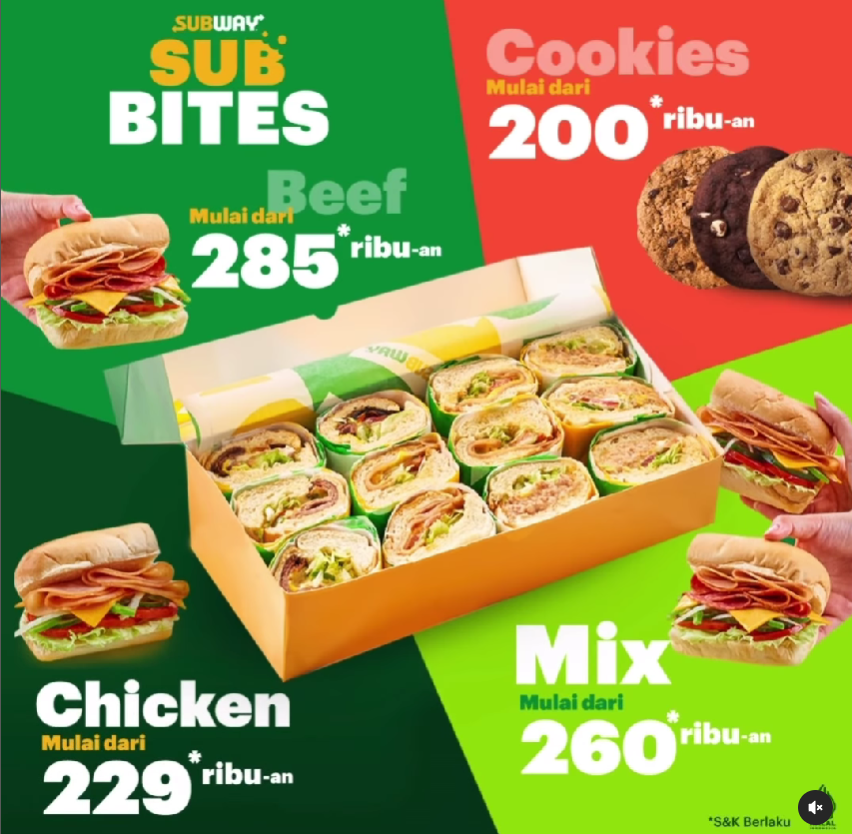 SUBWAY
SUB
BITES
Cookies
Mulai dari
200*ribu-an
Beef
Mulai dari
285*ribu-an
SUBWAY
Chicken
Mulai dari
229*ribu-an
Mix
Mulai dari
260*ribu-an
*S&K Berlaku